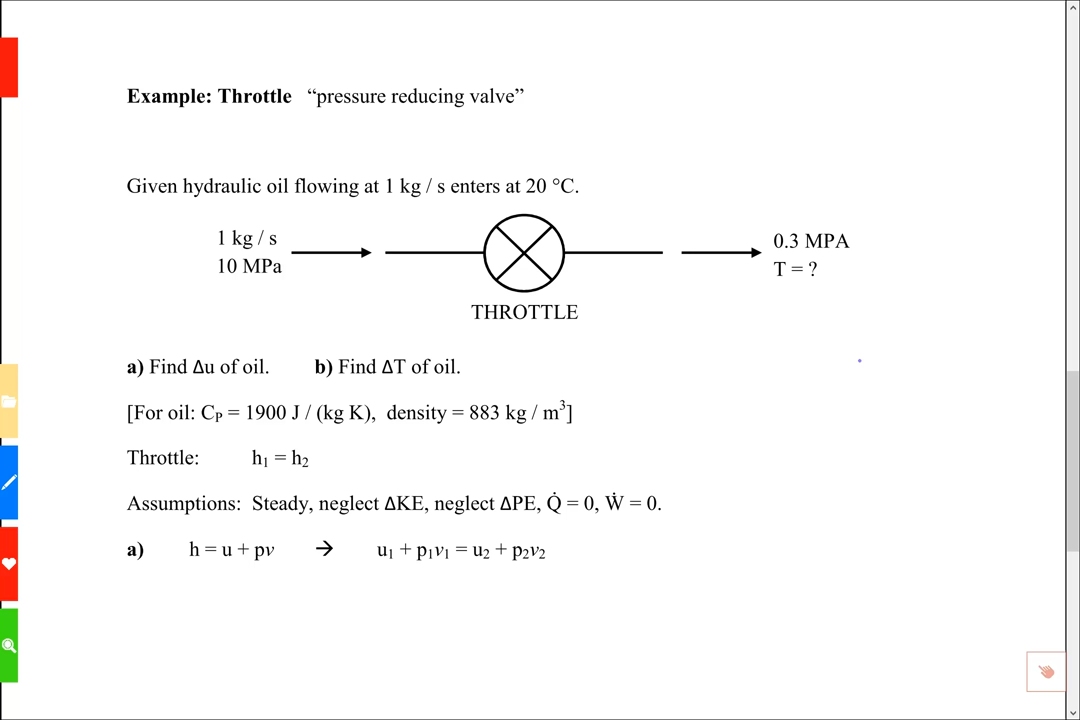 Example: Throttle “pressure reducing valve”
Given hydraulic oil flowing at 1 kg / s enters at 20 °C.
1 kg / s
10 MPa
0.3 MPA
T = ?
THROTTLE
a) Find Δu of oil. b) Find ΔT of oil.
[For oil: C_P = 1900 J / (kg K), density = 883 kg / m³]
Throttle: h₁ = h₂
Assumptions: Steady, neglect ΔKE, neglect ΔPE, Q̇ = 0, Ẇ = 0.
a) h = u + pv → u₁ + p₁v₁ = u₂ + p₂v₂